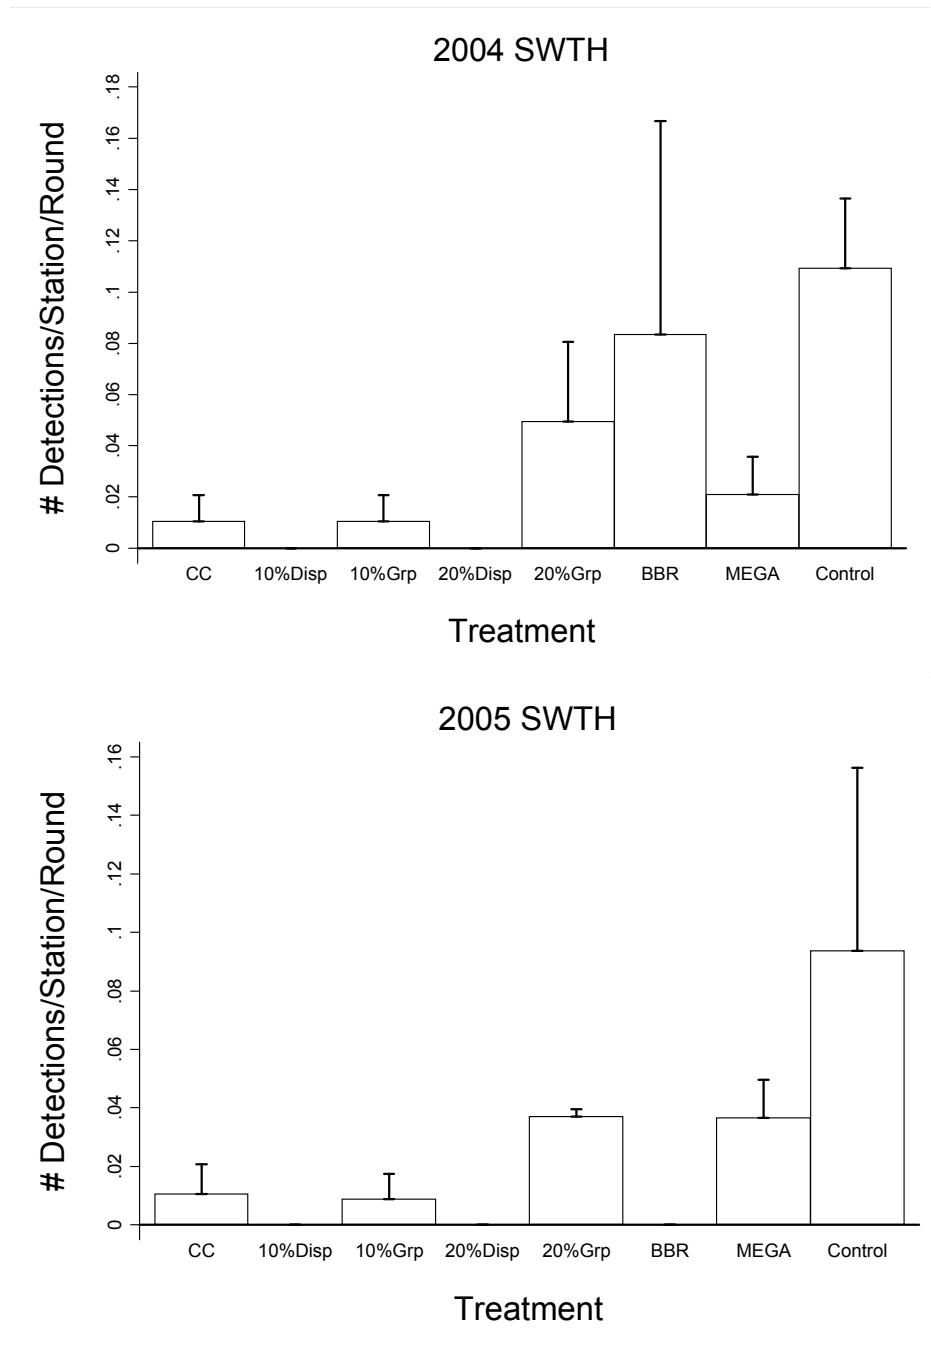 2004 SWTH
# Detections/Station/Round
.18
.16
.14
.12
.1
.08
.06
.04
.02
0
CC 10%Disp 10%Grp 20%Disp 20%Grp BBR MEGA Control
Treatment
2005 SWTH
# Detections/Station/Round
.16
.14
.12
.1
.08
.06
.04
.02
0
CC 10%Disp 10%Grp 20%Disp 20%Grp BBR MEGA Control
Treatment